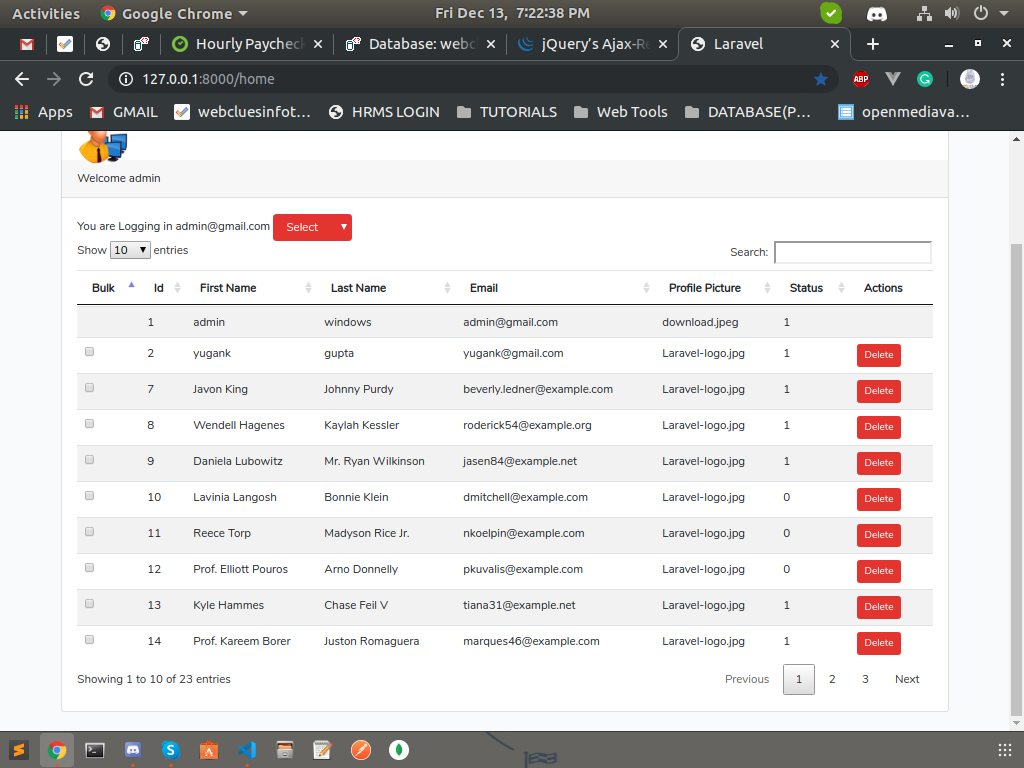 Activities Google Chrome Fri Dec 13, 7:22:38 PM
Hourly Paychec Database: webc jQuery's Ajax-Re Laravel
127.0.0.1:8000/home
Apps GMAIL webcluesinfot... HRMS LOGIN TUTORIALS Web Tools DATABASE(P... openmediava...
Welcome admin
You are Logging in admin@gmail.com Select
Show 10 entries Search:
Bulk Id First Name Last Name Email Profile Picture Status Actions
1 admin windows admin@gmail.com download.jpeg 1
2 yugank gupta yugank@gmail.com Laravel-logo.jpg 1 Delete
7 Javon King Johnny Purdy beverly.ledner@example.com Laravel-logo.jpg 1 Delete
8 Wendell Hagenes Kaylah Kessler roderick54@example.org Laravel-logo.jpg 1 Delete
9 Daniela Lubowitz Mr. Ryan Wilkinson jasen84@example.net Laravel-logo.jpg 1 Delete
10 Lavinia Langosh Bonnie Klein dmitchell@example.com Laravel-logo.jpg 0 Delete
11 Reece Torp Madyson Rice Jr. nkoelpin@example.com Laravel-logo.jpg 0 Delete
12 Prof. Elliott Pouros Arno Donnelly pkuvalis@example.com Laravel-logo.jpg 0 Delete
13 Kyle Hammes Chase Feil V tiana31@example.net Laravel-logo.jpg 1 Delete
14 Prof. Kareem Borer Juston Romaguera marques46@example.com Laravel-logo.jpg 1 Delete
Showing 1 to 10 of 23 entries Previous 1 2 3 Next